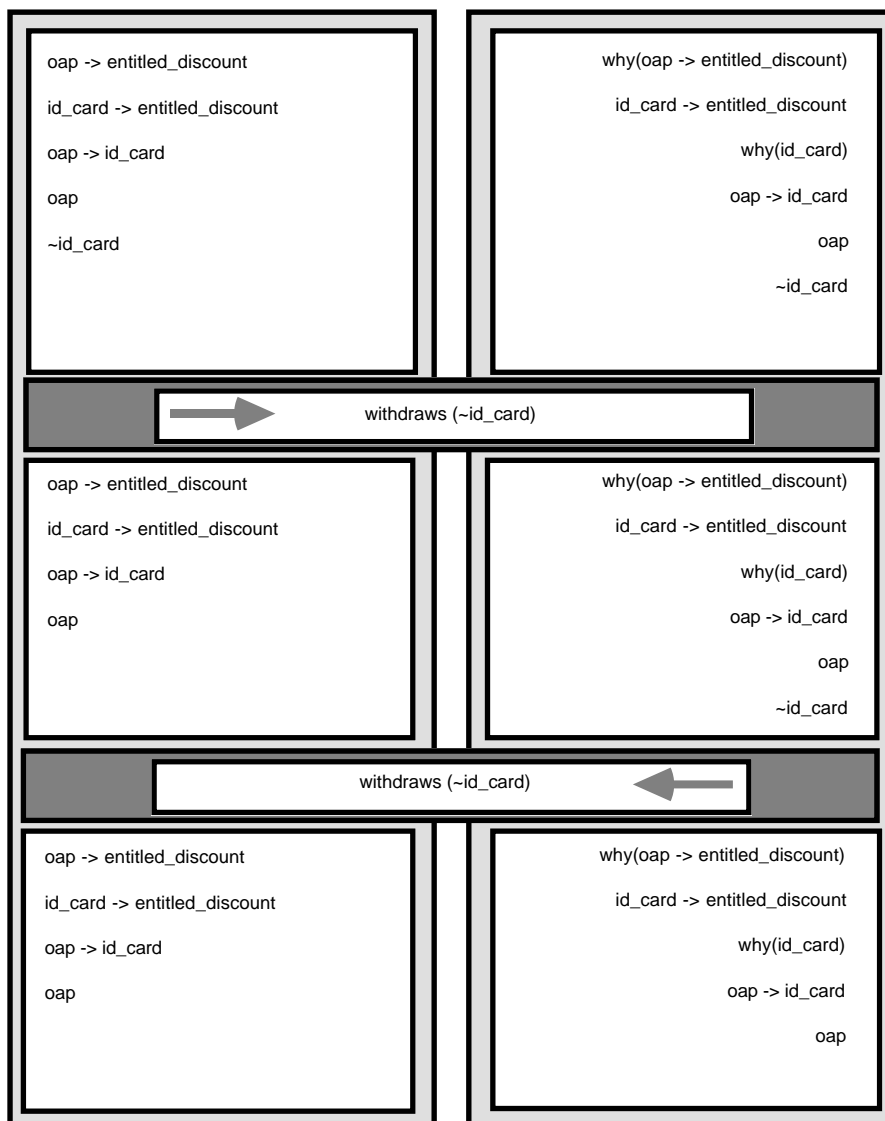 oap -> entitled_discount
id_card -> entitled_discount
oap -> id_card
oap
~id_card
why(oap -> entitled_discount)
id_card -> entitled_discount
why(id_card)
oap -> id_card
oap
~id_card
withdraws (~id_card)
oap -> entitled_discount
id_card -> entitled_discount
oap -> id_card
oap
why(oap -> entitled_discount)
id_card -> entitled_discount
why(id_card)
oap -> id_card
oap
~id_card
withdraws (~id_card)
oap -> entitled_discount
id_card -> entitled_discount
oap -> id_card
oap
why(oap -> entitled_discount)
id_card -> entitled_discount
why(id_card)
oap -> id_card
oap